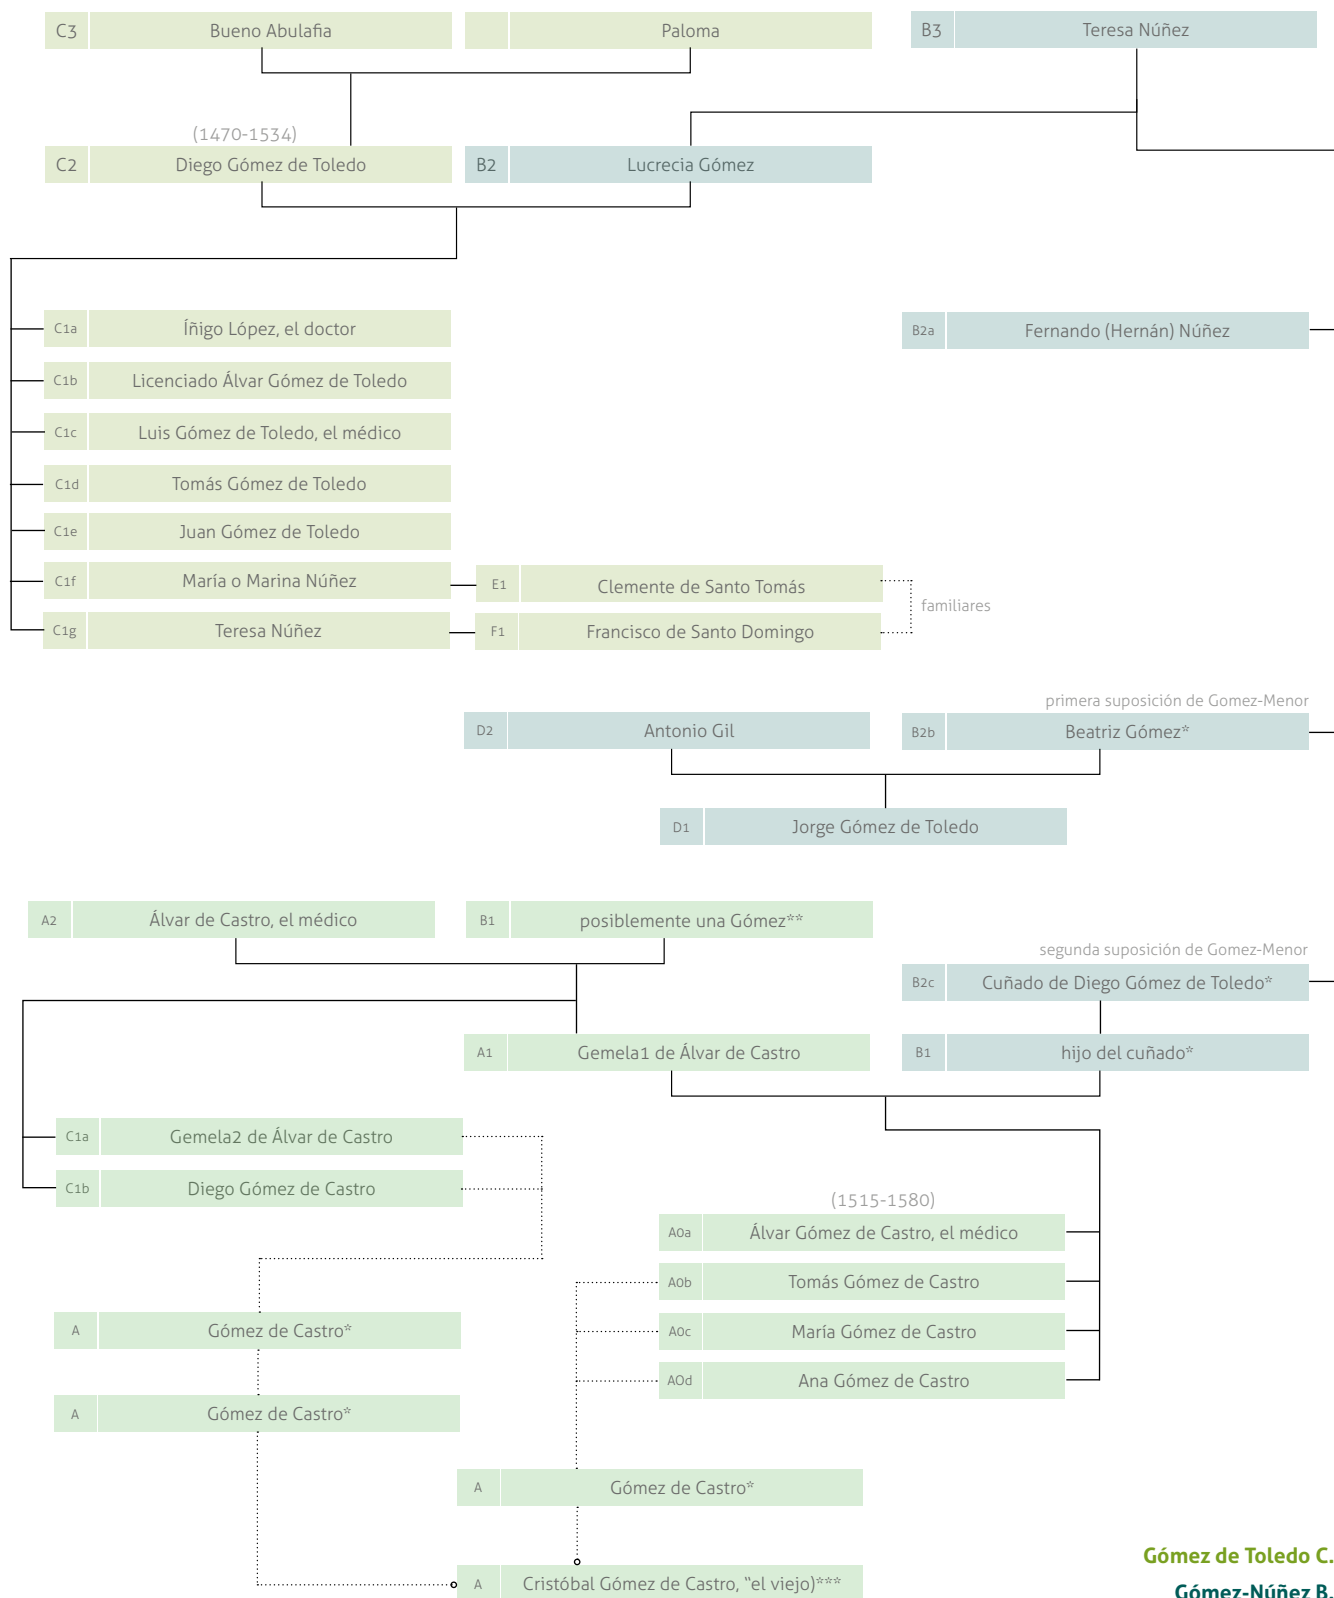 C3 Bueno Abulafia
Paloma
B3 Teresa Núñez
(1470-1534)
C2 Diego Gómez de Toledo
B2 Lucrecia Gómez
C1a Íñigo López, el doctor
B2a Fernando (Hernán) Núñez
C1b Licenciado Álvar Gómez de Toledo
C1c Luis Gómez de Toledo, el médico
C1d Tomás Gómez de Toledo
C1e Juan Gómez de Toledo
C1f María o Marina Núñez
E1 Clemente de Santo Tomás
familiares
C1g Teresa Núñez
F1 Francisco de Santo Domingo
primera suposición de Gomez-Menor
D2 Antonio Gil
B2b Beatriz Gómez*
D1 Jorge Gómez de Toledo
A2 Álvar de Castro, el médico
B1 posiblemente una Gómez**
segunda suposición de Gomez-Menor
B2c Cuñado de Diego Gómez de Toledo*
A1 Gemela1 de Álvar de Castro
B1 hijo del cuñado*
C1a Gemela2 de Álvar de Castro
C1b Diego Gómez de Castro
(1515-1580)
A0a Álvar Gómez de Castro, el médico
A0b Tomás Gómez de Castro
A0c María Gómez de Castro
A0d Ana Gómez de Castro
A Gómez de Castro*
A Gómez de Castro*
A Gómez de Castro*
A Cristóbal Gómez de Castro, “el viejo)***
Gómez de Toledo C.
Gómez-Núñez B.